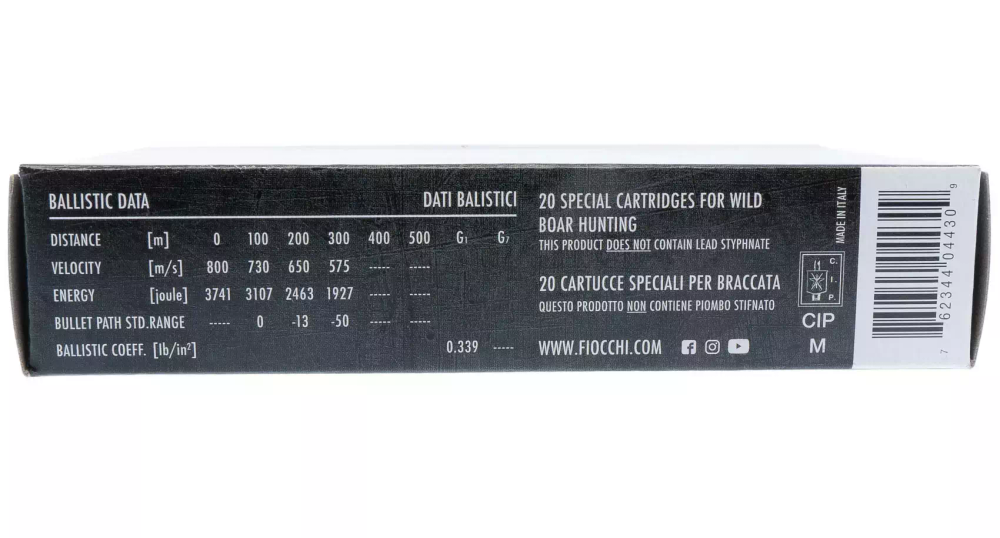 BALLISTIC DATA DATI BALISTICI
DISTANCE [m] 0 100 200 300 400 500 G1 G7
VELOCITY [m/s] 800 730 650 575 ----- -----
ENERGY [joule] 3741 3107 2463 1927 ----- -----
BULLET PATH STD.RANGE ----- 0 -13 -50 ----- -----
BALLISTIC COEFF. [lb/in²] 0.339 -----
20 SPECIAL CARTRIDGES FOR WILD
BOAR HUNTING
THIS PRODUCT DOES NOT CONTAIN LEAD STYPHNATE
20 CARTUCCE SPECIALI PER BRACCATA
QUESTO PRODOTTO NON CONTIENE PIOMBO STIFNATO
WWW.FIOCCHI.COM
MADE IN ITALY
C.
I.
P.
CIP
M
7 62344 04430 9